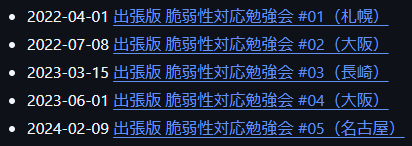 2022-04-01 出張版 脆弱性対応勉強会 #01（札幌）
2022-07-08 出張版 脆弱性対応勉強会 #02（大阪）
2023-03-15 出張版 脆弱性対応勉強会 #03（長崎）
2023-06-01 出張版 脆弱性対応勉強会 #04（大阪）
2024-02-09 出張版 脆弱性対応勉強会 #05（名古屋）